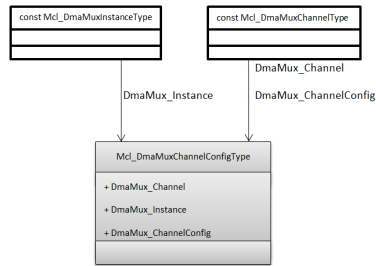 const Mcl_DmaMuxInstanceType
const Mcl_DmaMuxChannelType
DmaMux_Channel
DmaMux_Instance
DmaMux_ChannelConfig
Mcl_DmaMuxChannelConfigType
+ DmaMux_Channel
+ DmaMux_Instance
+ DmaMux_ChannelConfig